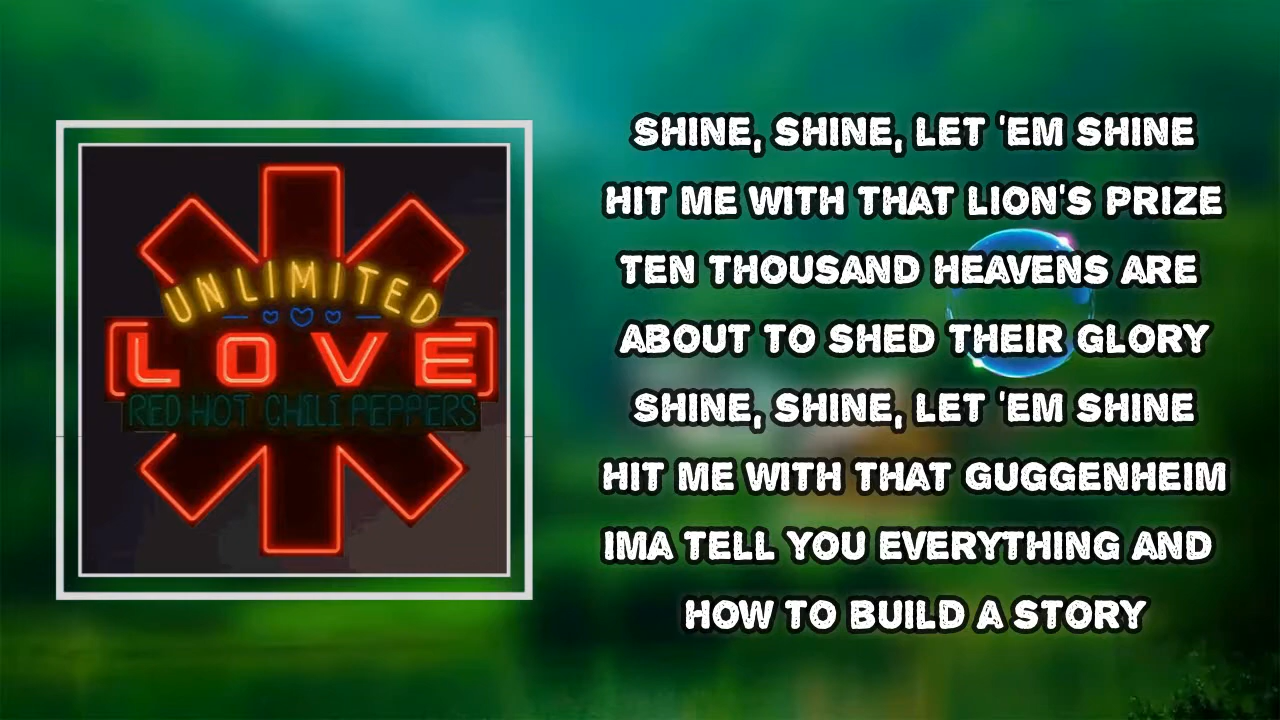 UNLIMITED
LOVE
RED HOT CHILI PEPPERS
SHINE, SHINE, LET 'EM SHINE
HIT ME WITH THAT LION'S PRIZE
TEN THOUSAND HEAVENS ARE
ABOUT TO SHED THEIR GLORY
SHINE, SHINE, LET 'EM SHINE
HIT ME WITH THAT GUGGENHEIM
IMA TELL YOU EVERYTHING AND
HOW TO BUILD A STORY